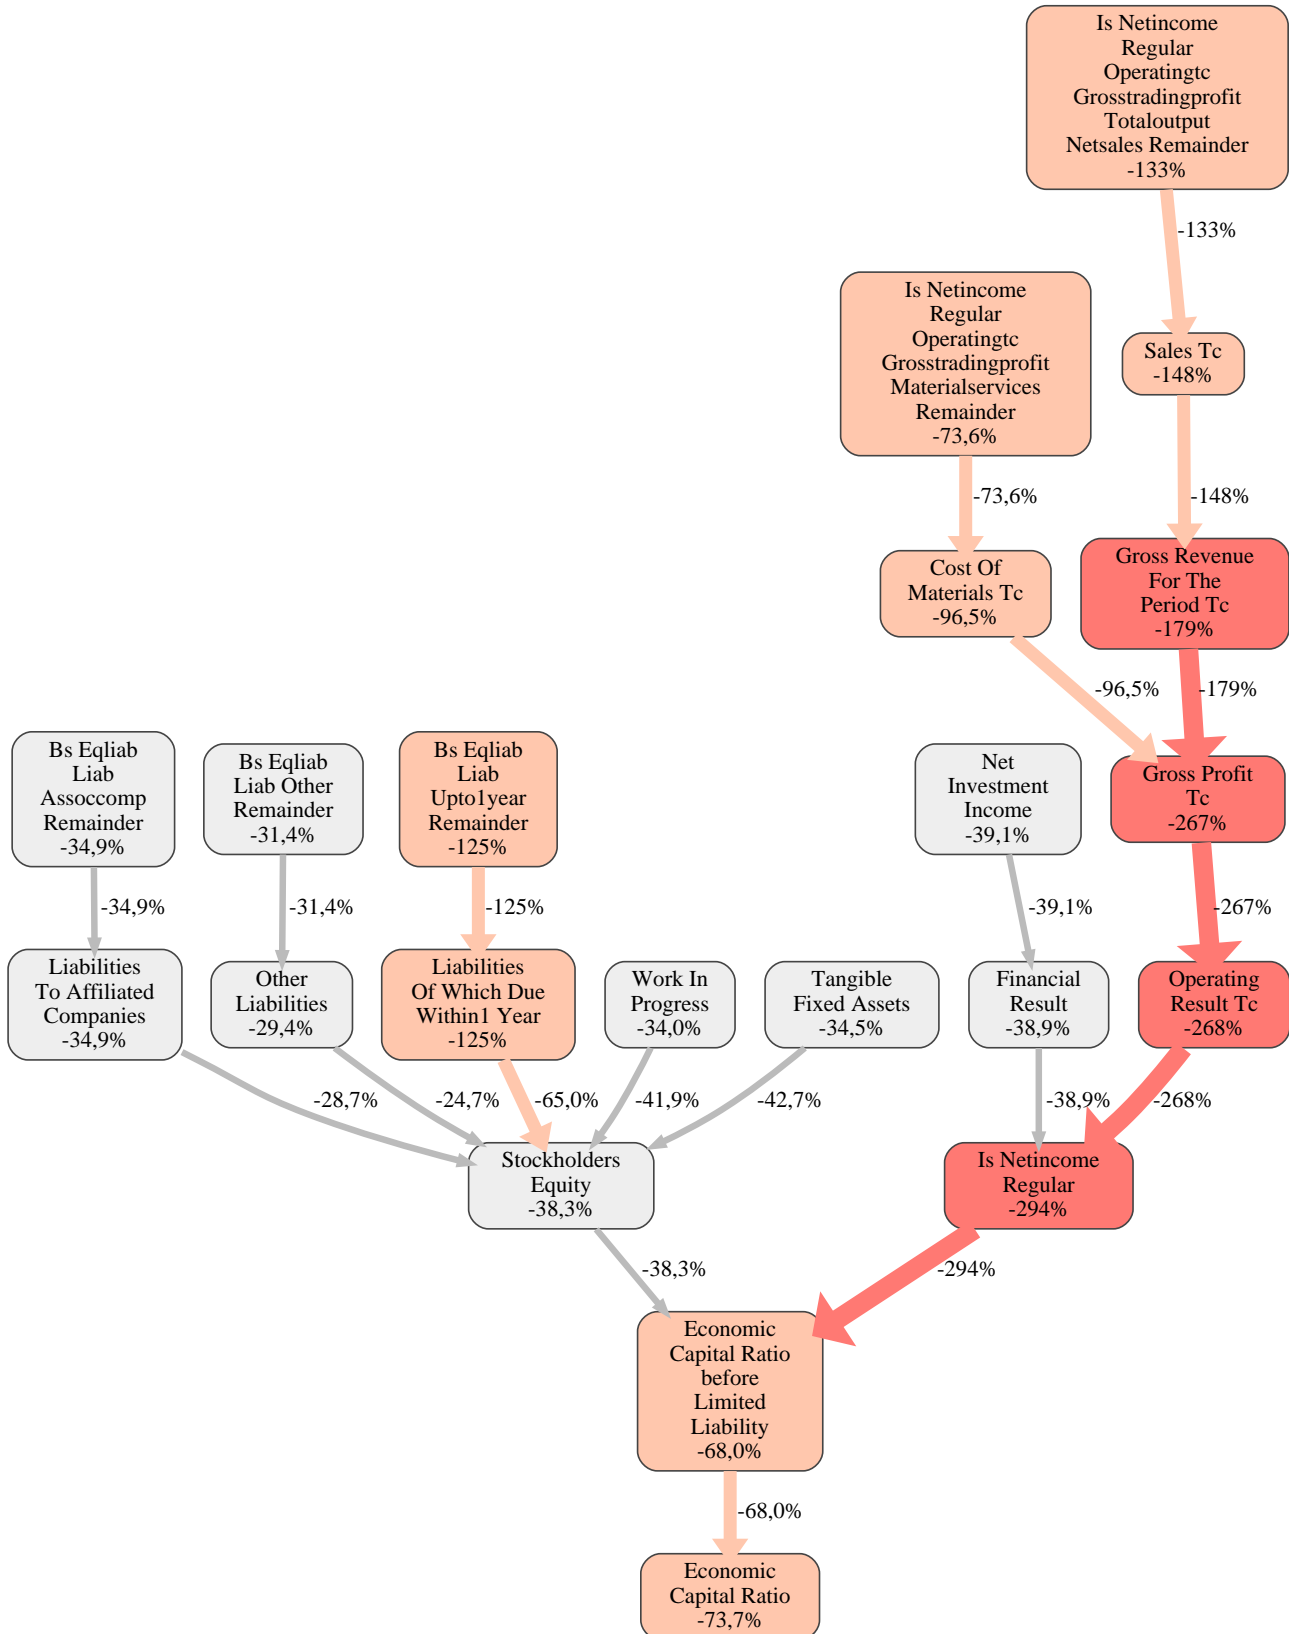 Is Netincome
Regular
Operatingtc
Grosstradingprofit
Totaloutput
Netsales Remainder
-133%
-133%
Is Netincome
Regular
Operatingtc
Grosstradingprofit
Materialservices
Remainder
-73,6%
Sales Tc
-148%
-73,6%
-148%
Cost Of
Materials Tc
-96,5%
Gross Revenue
For The
Period Tc
-179%
-96,5%
-179%
Bs Eqliab
Liab
Assoccomp
Remainder
-34,9%
Bs Eqliab
Liab Other
Remainder
-31,4%
Bs Eqliab
Liab
Upto1year
Remainder
-125%
Net
Investment
Income
-39,1%
Gross Profit
Tc
-267%
-34,9%
-31,4%
-125%
-39,1%
-267%
Liabilities
To Affiliated
Companies
-34,9%
Other
Liabilities
-29,4%
Liabilities
Of Which Due
Within1 Year
-125%
Work In
Progress
-34,0%
Tangible
Fixed Assets
-34,5%
Financial
Result
-38,9%
Operating
Result Tc
-268%
-28,7%
-24,7%
-65,0%
-41,9%
-42,7%
-38,9%
-268%
Stockholders
Equity
-38,3%
Is Netincome
Regular
-294%
-38,3%
-294%
Economic
Capital Ratio
before
Limited
Liability
-68,0%
-68,0%
Economic
Capital Ratio
-73,7%